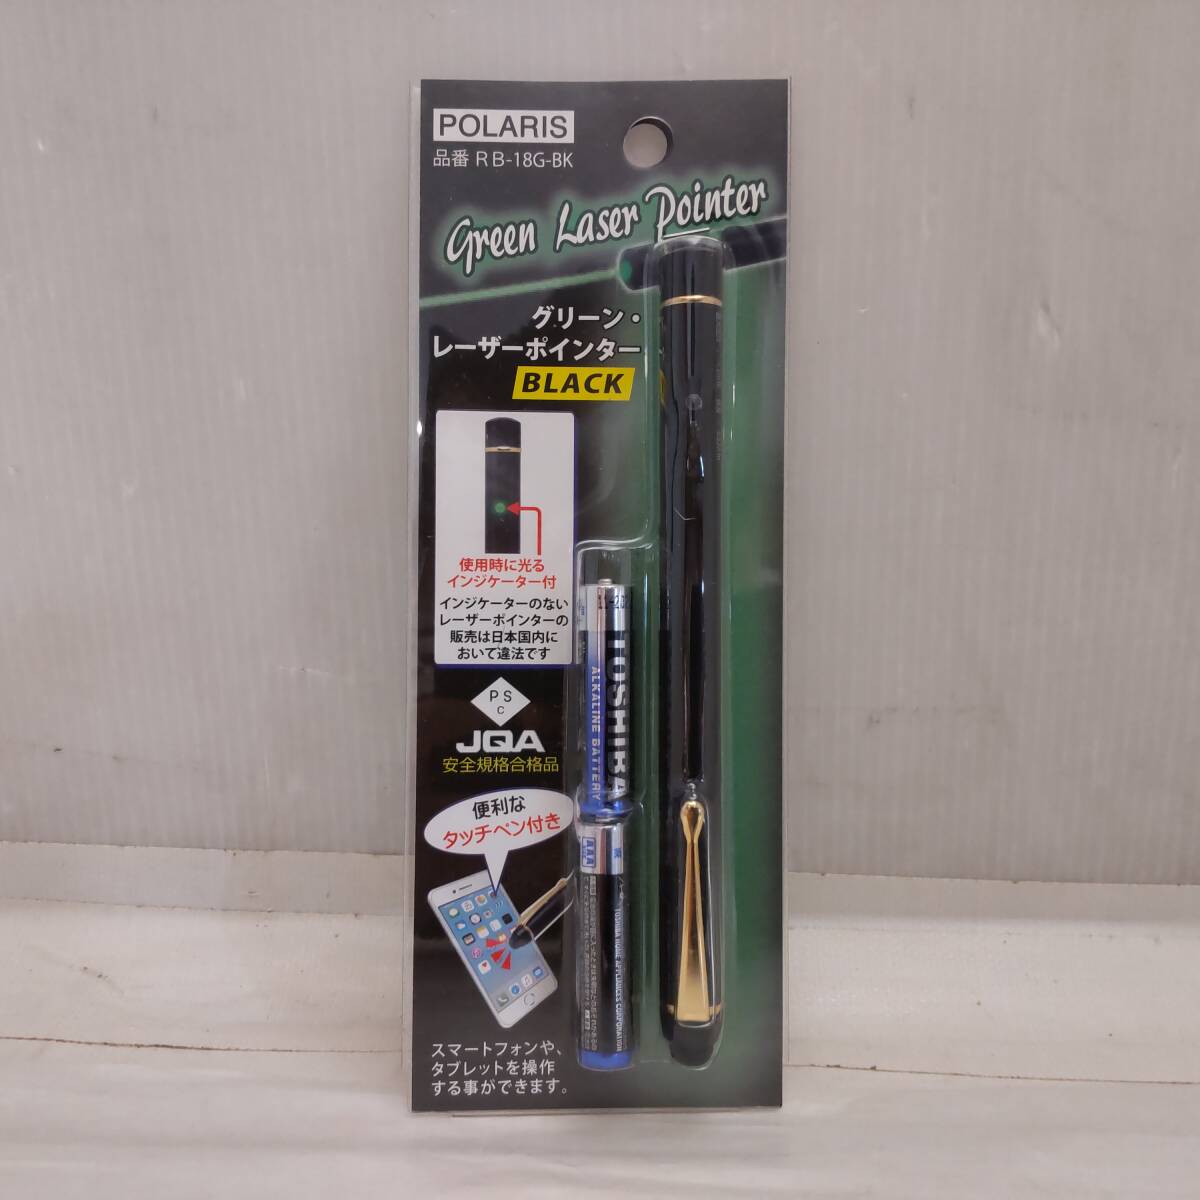 POLARIS
品番 RB-18G-BK
Green Laser Pointer
グリーン・
レーザーポインター
BLACK
使用時に光る
インジケーター付
インジケーターのない
レーザーポインターの
販売は日本国内に
おいて違法です
PS
C
JQA
安全規格合格品
便利な
タッチペン付き
スマートフォンや、
タブレットを操作
する事ができます。
TOSHIBA
ALKALINE BATTERY
AAA
TOSHIBA HOME APPLIANCES CORPORATION